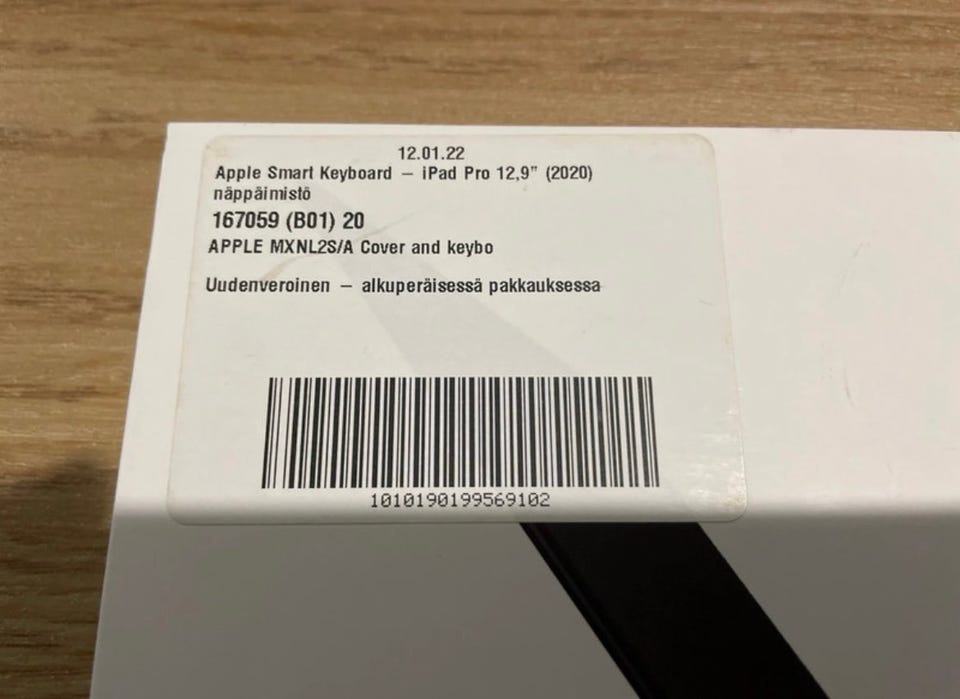 12.01.22
Apple Smart Keyboard – iPad Pro 12,9” (2020)
näppäimistö
167059 (B01) 20
APPLE MXNL2S/A Cover and keybo
Uudenveroinen – alkuperäisessä pakkauksessa
1010190199569102